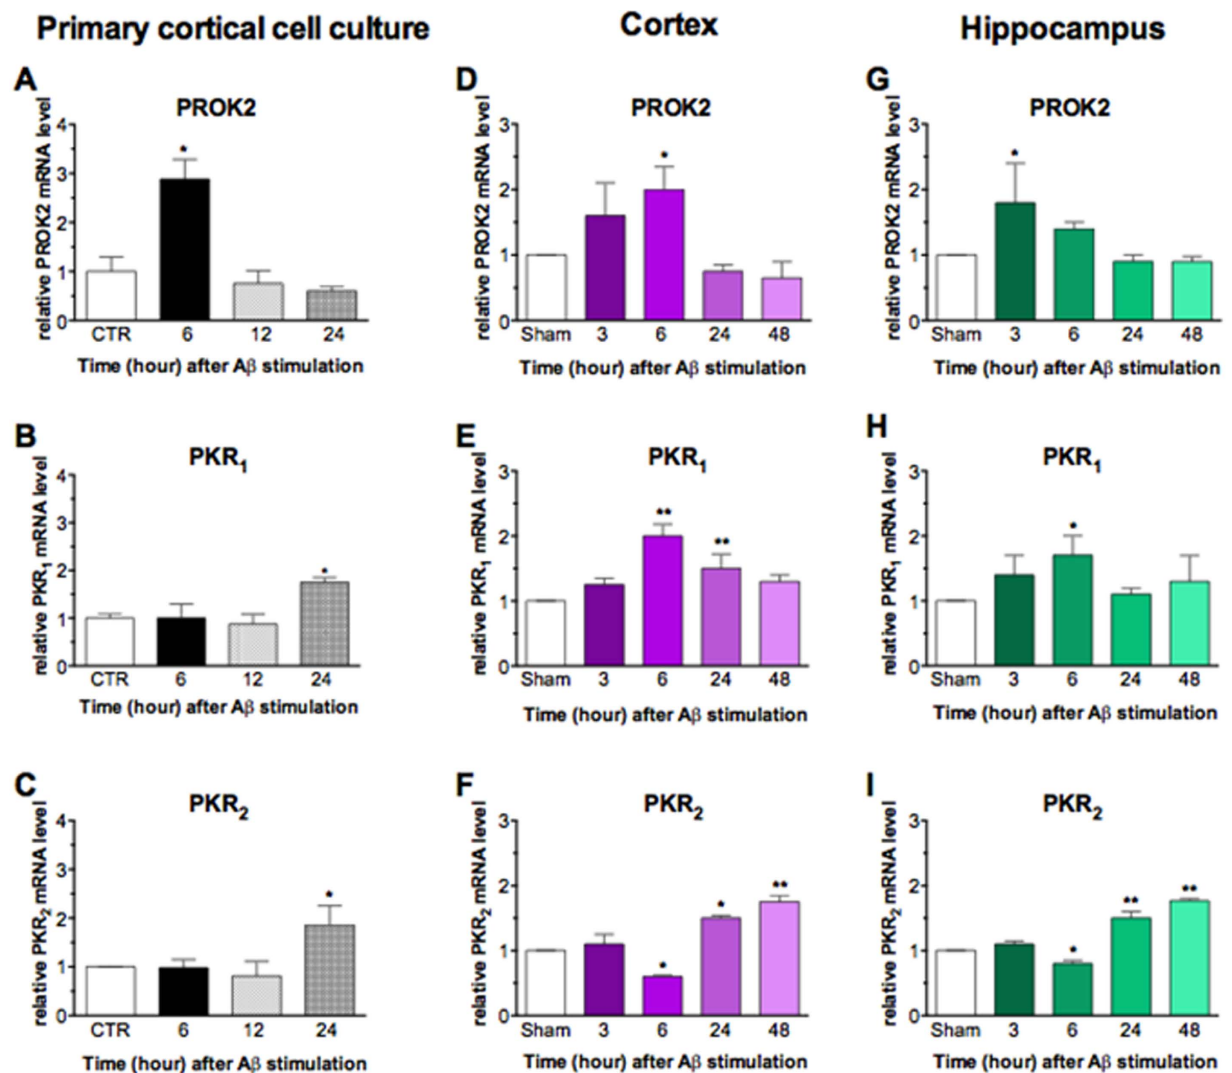 Primary cortical cell culture
Cortex
Hippocampus
A
PROK2
relative PROK2 mRNA level
4
3
2
1
0
*
CTR 6 12 24
Time (hour) after Aβ stimulation
D
PROK2
relative PROK2 mRNA level
3
2
1
0
*
Sham 3 6 24 48
Time (hour) after Aβ stimulation
G
PROK2
relative PROK2 mRNA level
3
2
1
0
*
Sham 3 6 24 48
Time (hour) after Aβ stimulation
B
PKR1
relative PKR1 mRNA level
4
3
2
1
0
*
CTR 6 12 24
Time (hour) after Aβ stimulation
E
PKR1
relative PKR1 mRNA level
3
2
1
0
** **
Sham 3 6 24 48
Time (hour) after Aβ stimulation
H
PKR1
relative PKR1 mRNA level
3
2
1
0
*
Sham 3 6 24 48
Time (hour) after Aβ stimulation
C
PKR2
relative PKR2 mRNA level
4
3
2
1
0
*
CTR 6 12 24
Time (hour) after Aβ stimulation
F
PKR2
relative PKR2 mRNA level
3
2
1
0
* * **
Sham 3 6 24 48
Time (hour) after Aβ stimulation
I
PKR2
relative PKR2 mRNA level
3
2
1
0
* ** **
Sham 3 6 24 48
Time (hour) after Aβ stimulation